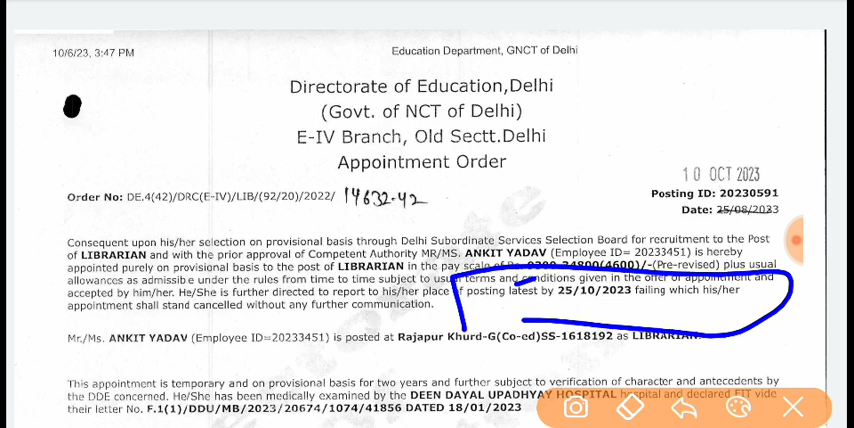 10/6/23, 3:47 PM
Education Department, GNCT of Delhi
Directorate of Education,Delhi
(Govt. of NCT of Delhi)
E-IV Branch, Old Sectt.Delhi
Appointment Order
10 OCT 2023
Order No: DE.4(42)/DRC(E-IV)/LIB/(92/20)/2022/ 14632-42
Posting ID: 20230591
Date: 25/08/2023
Consequent upon his/her selection on provisional basis through Delhi Subordinate Services Selection Board for recruitment to the Post
of LIBRARIAN and with the prior approval of Competent Authority MR/MS. ANKIT YADAV (Employee ID= 20233451) is hereby
appointed purely on provisional basis to the post of LIBRARIAN in the pay scale of Rs. 9300-34800(4600)/-(Pre-revised) plus usual
allowances as admissible under the rules from time to time subject to usual terms and conditions given in the offer of appointment and
accepted by him/her. He/She is further directed to report to his/her place of posting latest by 25/10/2023 failing which his/her
appointment shall stand cancelled without any further communication.
Mr./Ms. ANKIT YADAV (Employee ID=20233451) is posted at Rajapur Khurd-G(Co-ed)SS-1618192 as LIBRARIAN.
This appointment is temporary and on provisional basis for two years and further subject to verification of character and antecedents by
the DDE concerned. He/She has been medically examined by the DEEN DAYAL UPADHYAY HOSPITAL hospital and declared FIT vide
their letter No. F.1(1)/DDU/MB/2023/20674/1074/41856 DATED 18/01/2023